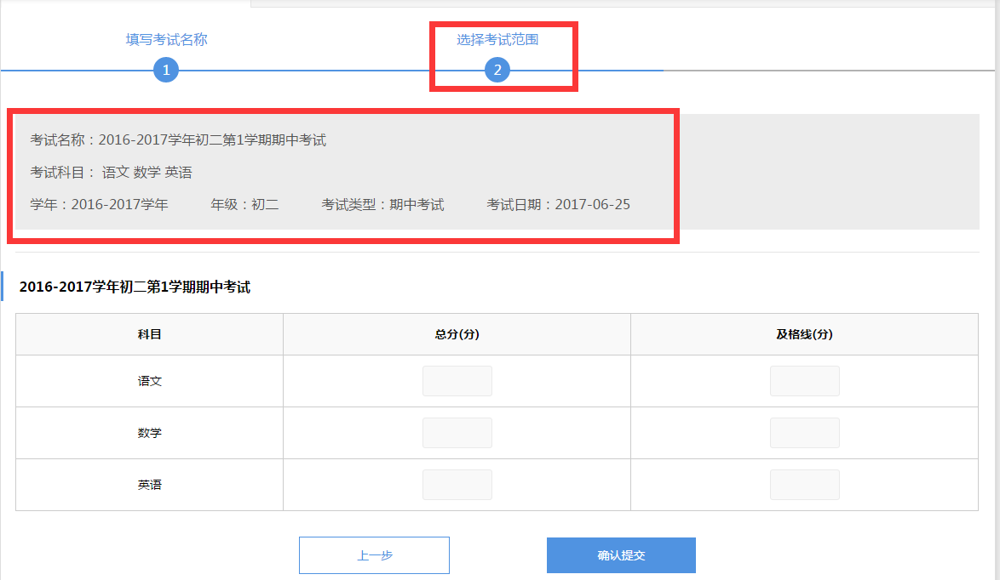 填写考试名称 选择考试范围
1 2
考试名称：2016-2017学年初二第1学期期中考试
考试科目： 语文 数学 英语
学年：2016-2017学年 年级：初二 考试类型：期中考试 考试日期：2017-06-25
2016-2017学年初二第1学期期中考试
科目 总分(分) 及格线(分)
语文
数学
英语
上一步 确认提交